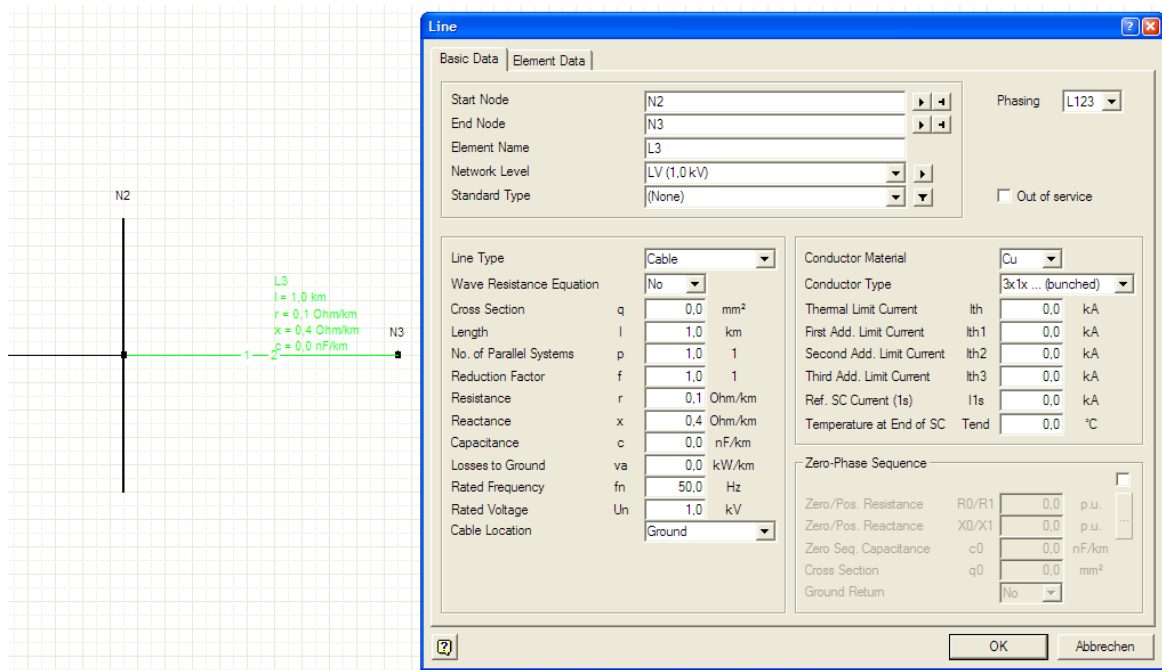 N2
L3
l = 1,0 km
r = 0,1 Ohm/km
x = 0,4 Ohm/km
c = 0,0 nF/km
N3
1 2
Line
Basic Data Element Data
Start Node N2
End Node N3
Element Name L3
Network Level LV (1,0 kV)
Standard Type (None)
Phasing L123
Out of service
Line Type Cable
Wave Resistance Equation No
Cross Section q 0,0 mm²
Length l 1,0 km
No. of Parallel Systems p 1,0 1
Reduction Factor f 1,0 1
Resistance r 0,1 Ohm/km
Reactance x 0,4 Ohm/km
Capacitance c 0,0 nF/km
Losses to Ground va 0,0 kW/km
Rated Frequency fn 50,0 Hz
Rated Voltage Un 1,0 kV
Cable Location Ground
Conductor Material Cu
Conductor Type 3x1x ... (bunched)
Thermal Limit Current Ith 0,0 kA
First Add. Limit Current Ith1 0,0 kA
Second Add. Limit Current Ith2 0,0 kA
Third Add. Limit Current Ith3 0,0 kA
Ref. SC Current (1s) I1s 0,0 kA
Temperature at End of SC Tend 0,0 °C
Zero-Phase Sequence
Zero/Pos. Resistance R0/R1 0,0 p.u.
Zero/Pos. Reactance X0/X1 0,0 p.u.
...
Zero Seq. Capacitance c0 0,0 nF/km
Cross Section q0 0,0 mm²
Ground Return No
? OK Abbrechen